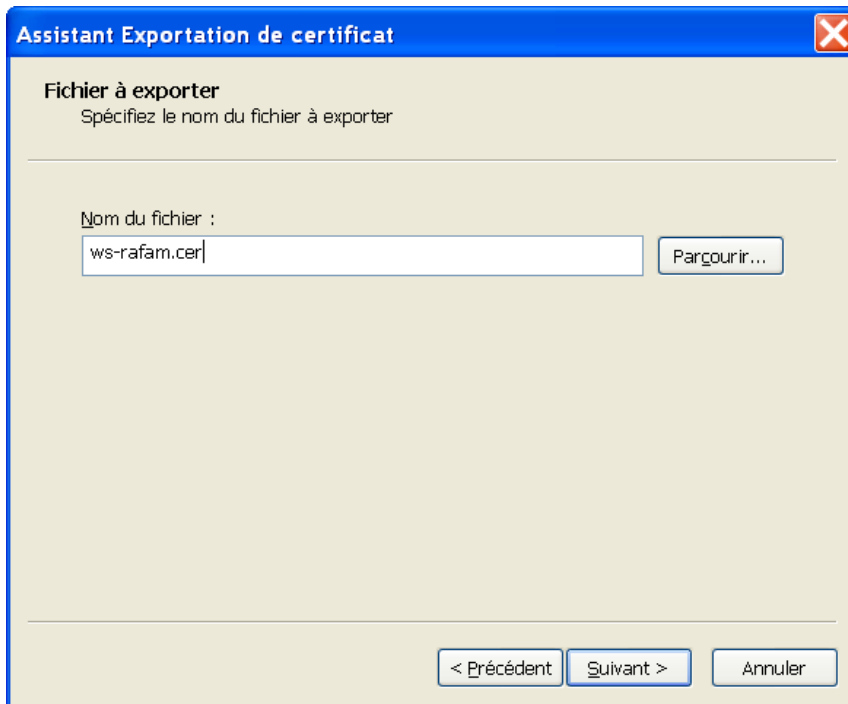 Assistant Exportation de certificat
Fichier à exporter
Spécifiez le nom du fichier à exporter
Nom du fichier :
ws-rafam.cer
Parcourir...
< Précédent
Suivant >
Annuler